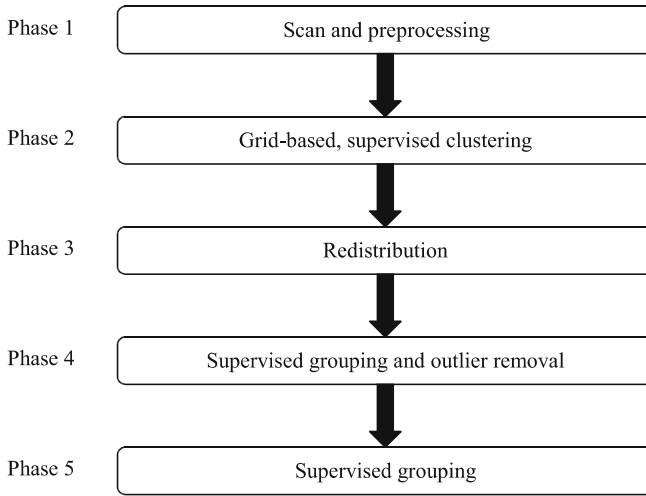 Phase 1
Scan and preprocessing
Phase 2
Grid-based, supervised clustering
Phase 3
Redistribution
Phase 4
Supervised grouping and outlier removal
Phase 5
Supervised grouping